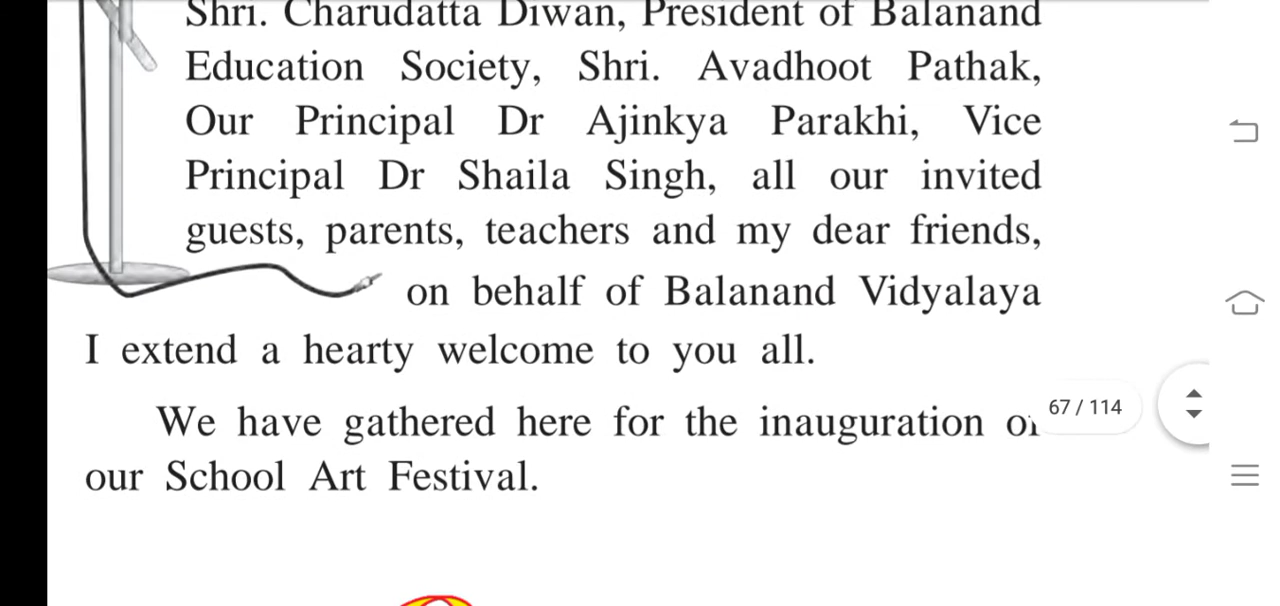 Shri. Charudatta Diwan, President of Balanand
Education Society, Shri. Avadhoot Pathak,
Our Principal Dr Ajinkya Parakhi, Vice
Principal Dr Shaila Singh, all our invited
guests, parents, teachers and my dear friends,
on behalf of Balanand Vidyalaya
I extend a hearty welcome to you all.
We have gathered here for the inauguration of
our School Art Festival.
67 / 114